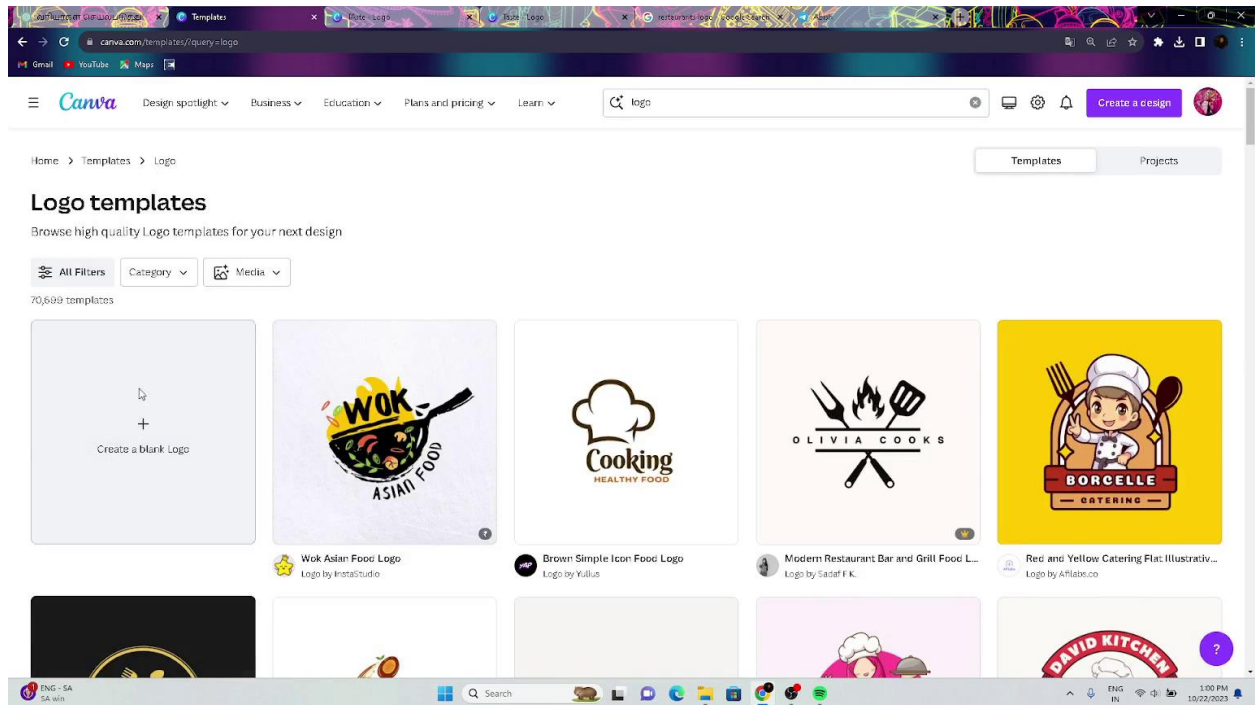 Templates
Taste - Logo
Taste - Logo
canva.com/templates/?query=logo
Gmail
YouTube
Maps
Canva
Design spotlight
Business
Education
Plans and pricing
Learn
logo
Create a design
Home > Templates > Logo
Templates
Projects
Logo templates
Browse high quality Logo templates for your next design
All Filters
Category
Media
70,699 templates
Create a blank Logo
WOK
ASIAN FOOD
Cooking
HEALTHY FOOD
OLIVIA COOKS
BORCELLE
CATERING
Wok Asian Food Logo
Logo by InstaStudio
YAP
Brown Simple Icon Food Logo
Logo by Yulius
Modern Restaurant Bar and Grill Food L...
Logo by Sadaf F K.
Red and Yellow Catering Flat Illustrativ...
Logo by Afilabs.co
DAVID KITCHEN
?
ENG - SA
SA win
Search
ENG
IN
1:00 PM
10/22/2023